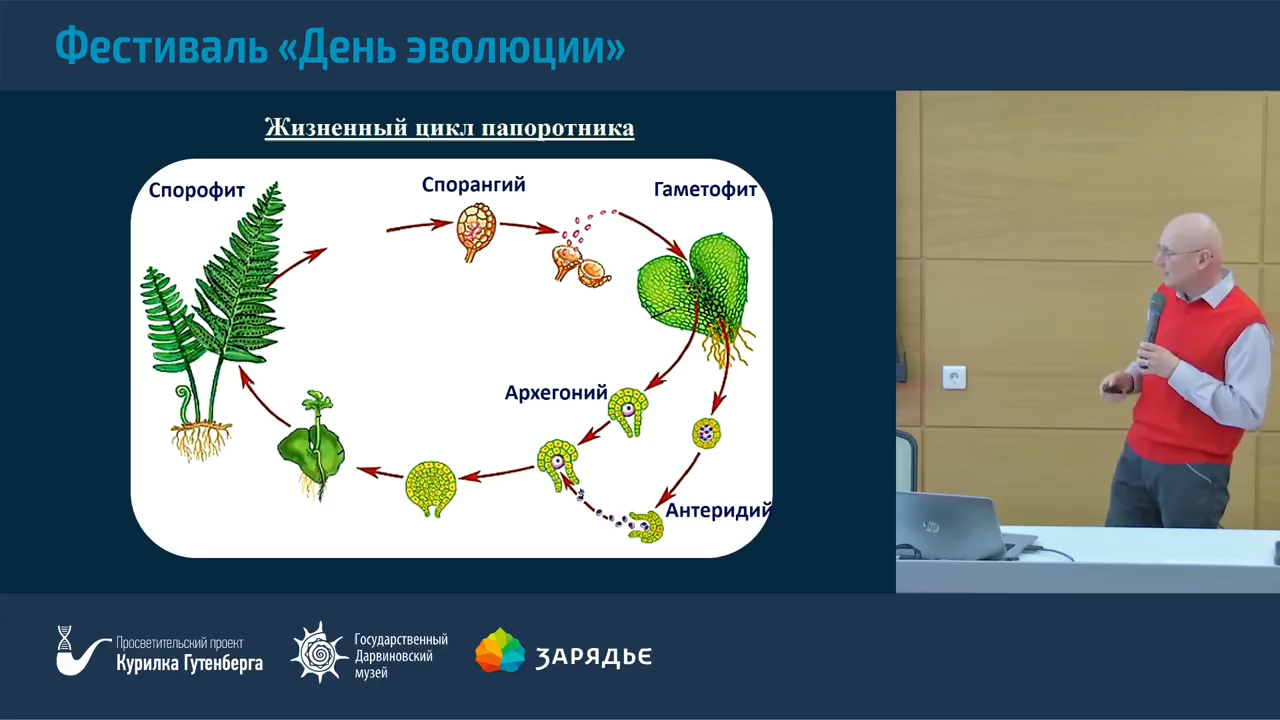 Фестиваль «День эволюции»
Жизненный цикл папоротника
Спорофит
Спорангий
Гаметофит
Архегоний
Антеридий
Просветительский проект
Курилка Гутенберга
Государственный
Дарвиновский
музей
ЗАРЯДЬЕ
hp